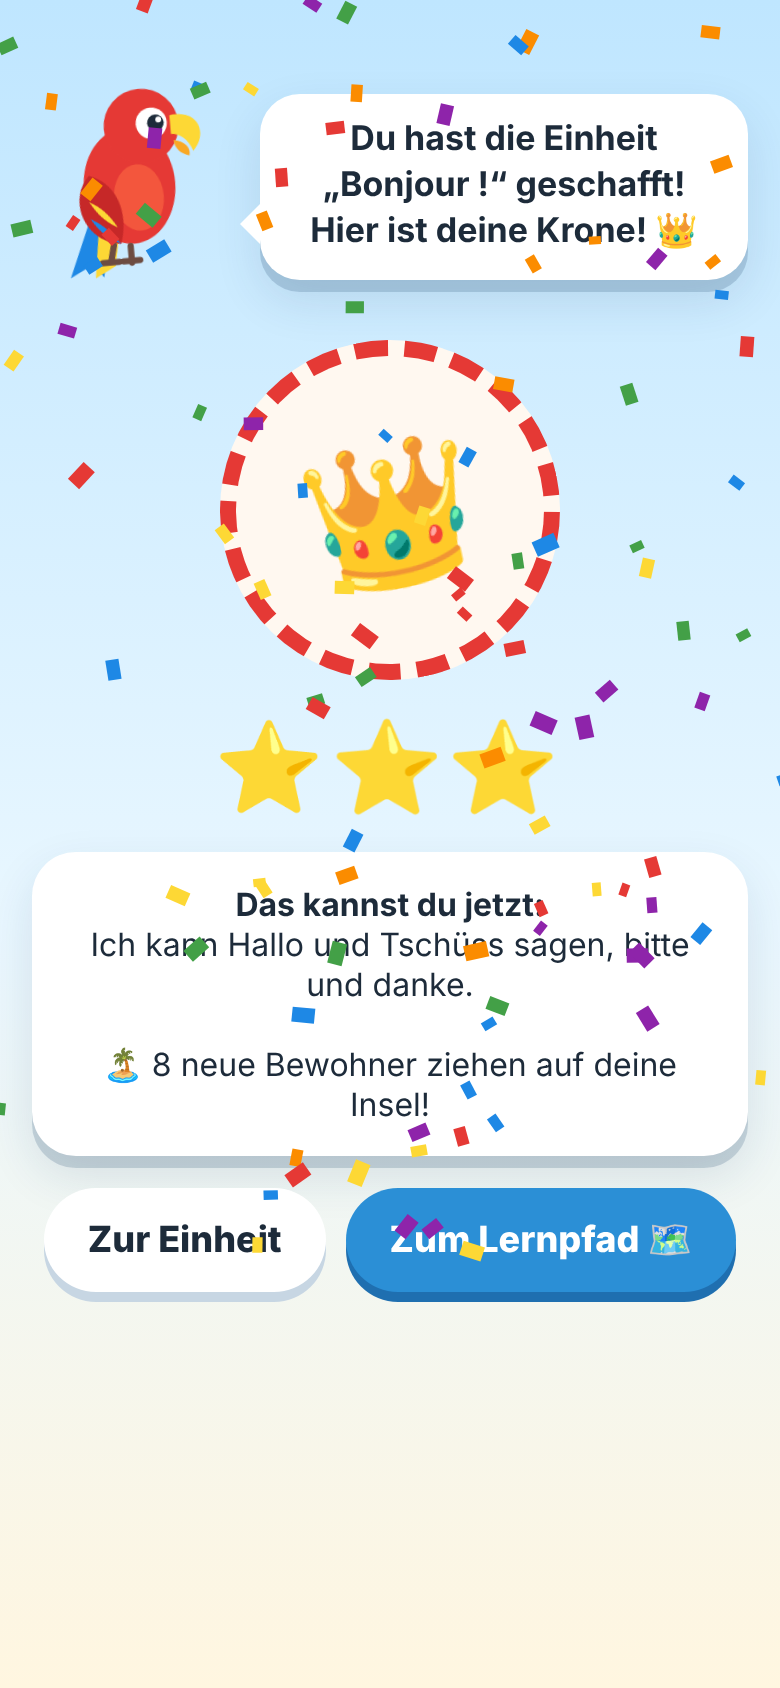 Du hast die Einheit
„Bonjour !“ geschafft!
Hier ist deine Krone! 👑
Das kannst du jetzt:
Ich kann Hallo und Tschüss sagen, bitte
und danke.
🏝️ 8 neue Bewohner ziehen auf deine
Insel!
Zur Einheit
Zum Lernpfad 🗺️